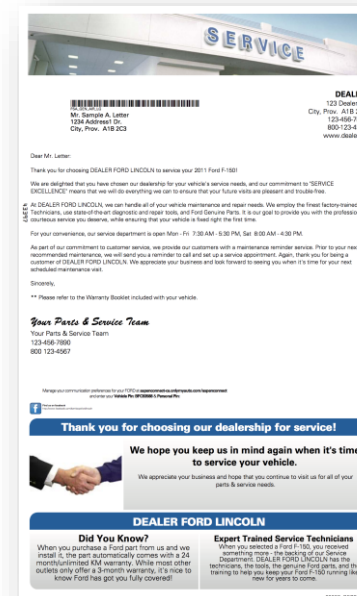 SERVICE
DEAL
123 Dealer
City, Prov. A1B
123-456-7
800-123-4
www.deale
Mr. Sample A. Letter
1234 Address1 Dr.
City, Prov. A1B 2C3
Dear Mr. Letter:
Thank you for choosing DEALER FORD LINCOLN to service your 2011 Ford F-150!
We are delighted that you have chosen our dealership for your vehicle's service needs, and our commitment to "SERVICE
EXCELLENCE" means that we will do everything we can to ensure that your future visits are pleasant and trouble-free.
At DEALER FORD LINCOLN, we can handle all of your vehicle maintenance and repair needs. We employ the finest factory-trained
Technicians, use state-of-the-art diagnostic and repair tools, and Ford Genuine Parts. It is our goal to provide you with the profession
courteous service you deserve, while ensuring that your vehicle is fixed right the first time.
For your convenience, our service department is open Mon - Fri 7:30 AM - 5:30 PM, Sat 8:00 AM - 4:30 PM.
As part of our commitment to customer service, we provide our customers with a maintenance reminder service. Prior to your next
recommended maintenance, we will send you a reminder to call and set up a service appointment. Again, thank you for being a
customer of DEALER FORD LINCOLN. We appreciate your business and look forward to seeing you when it's time for your next
scheduled maintenance visit.
Sincerely,
** Please refer to the Warranty Booklet included with your vehicle.
Your Parts & Service Team
Your Parts & Service Team
123-456-7890
800 123-4567
Manage your communication preferences for your FORD at
and enter your Vehicle Pin: Personal Pin:
Thank you for choosing our dealership for service!
We hope you keep us in mind again when it's time
to service your vehicle.
We appreciate your business and hope that you continue to visit us for all of your
parts & service needs.
DEALER FORD LINCOLN
Did You Know?
When you purchase a Ford part from us and we
install it, the part automatically comes with a 24
month/unlimited KM warranty. While most other
outlets only offer a 3-month warranty, it's nice to
know Ford has got you fully covered!
Expert Trained Service Technicians
When you selected a Ford F-150, you received
something more - the backing of our Service
Department. DEALER FORD LINCOLN has the
technicians, the tools, the genuine Ford parts, and the
training to help you keep your Ford F-150 running like
new for years to come.